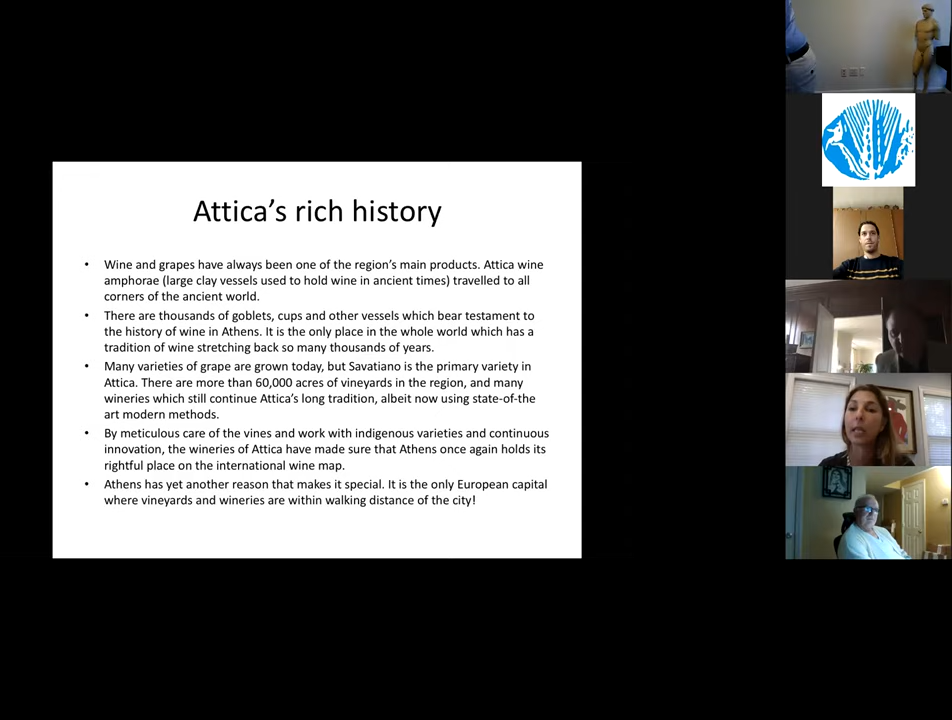 Attica’s rich history
• Wine and grapes have always been one of the region’s main products. Attica wine
amphorae (large clay vessels used to hold wine in ancient times) travelled to all
corners of the ancient world.
• There are thousands of goblets, cups and other vessels which bear testament to
the history of wine in Athens. It is the only place in the whole world which has a
tradition of wine stretching back so many thousands of years.
• Many varieties of grape are grown today, but Savatiano is the primary variety in
Attica. There are more than 60,000 acres of vineyards in the region, and many
wineries which still continue Attica’s long tradition, albeit now using state-of-the
art modern methods.
• By meticulous care of the vines and work with indigenous varieties and continuous
innovation, the wineries of Attica have made sure that Athens once again holds its
rightful place on the international wine map.
• Athens has yet another reason that makes it special. It is the only European capital
where vineyards and wineries are within walking distance of the city!